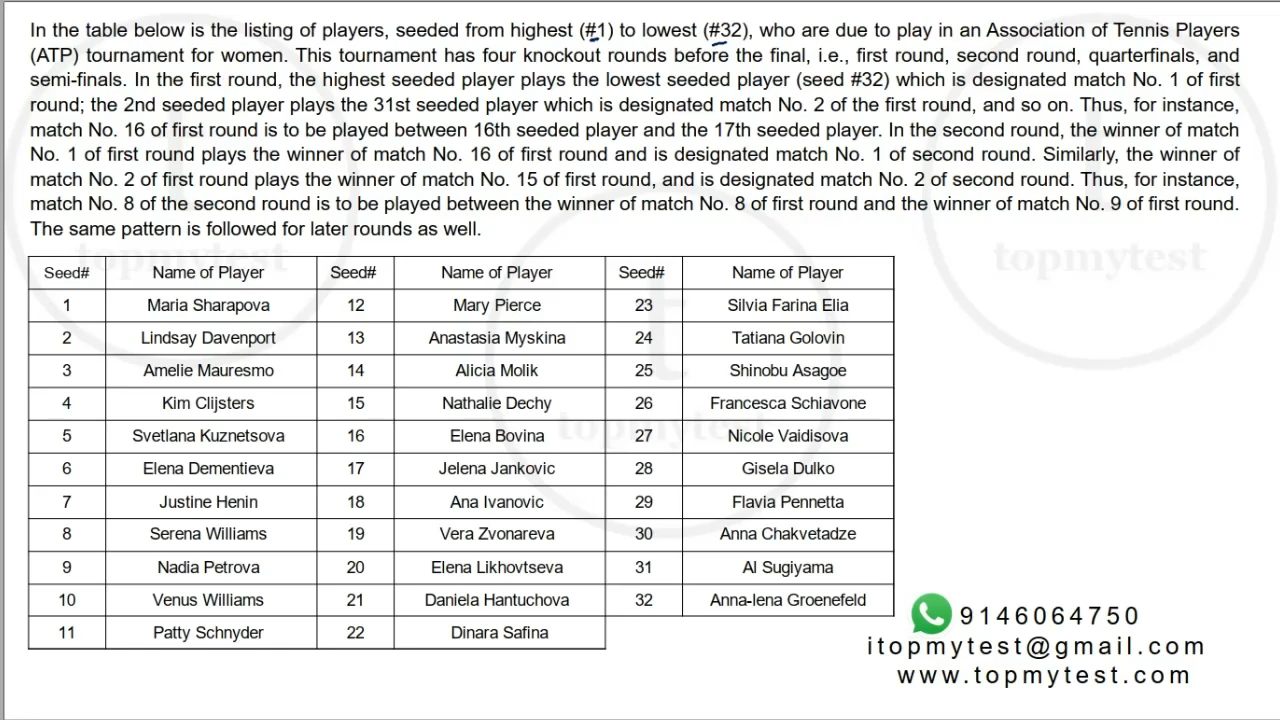 In the table below is the listing of players, seeded from highest (#1) to lowest (#32), who are due to play in an Association of Tennis Players
(ATP) tournament for women. This tournament has four knockout rounds before the final, i.e., first round, second round, quarterfinals, and
semi-finals. In the first round, the highest seeded player plays the lowest seeded player (seed #32) which is designated match No. 1 of first
round; the 2nd seeded player plays the 31st seeded player which is designated match No. 2 of the first round, and so on. Thus, for instance,
match No. 16 of first round is to be played between 16th seeded player and the 17th seeded player. In the second round, the winner of match
No. 1 of first round plays the winner of match No. 16 of first round and is designated match No. 1 of second round. Similarly, the winner of
match No. 2 of first round plays the winner of match No. 15 of first round, and is designated match No. 2 of second round. Thus, for instance,
match No. 8 of the second round is to be played between the winner of match No. 8 of first round and the winner of match No. 9 of first round.
The same pattern is followed for later rounds as well.
topmytest
topmytest
topmytest
Seed# Name of Player Seed# Name of Player Seed# Name of Player
1 Maria Sharapova 12 Mary Pierce 23 Silvia Farina Elia
2 Lindsay Davenport 13 Anastasia Myskina 24 Tatiana Golovin
3 Amelie Mauresmo 14 Alicia Molik 25 Shinobu Asagoe
4 Kim Clijsters 15 Nathalie Dechy 26 Francesca Schiavone
5 Svetlana Kuznetsova 16 Elena Bovina 27 Nicole Vaidisova
6 Elena Dementieva 17 Jelena Jankovic 28 Gisela Dulko
7 Justine Henin 18 Ana Ivanovic 29 Flavia Pennetta
8 Serena Williams 19 Vera Zvonareva 30 Anna Chakvetadze
9 Nadia Petrova 20 Elena Likhovtseva 31 Al Sugiyama
10 Venus Williams 21 Daniela Hantuchova 32 Anna-lena Groenefeld
11 Patty Schnyder 22 Dinara Safina
9146064750
itopmytest@gmail.com
www.topmytest.com